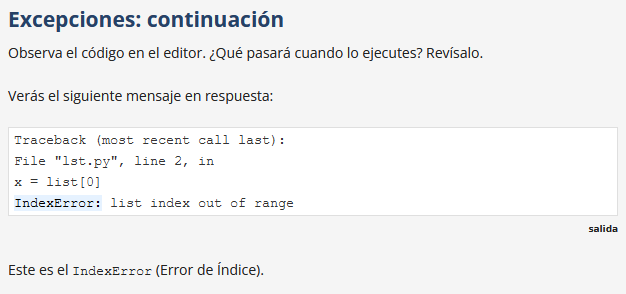 Excepciones: continuación
Observa el código en el editor. ¿Qué pasará cuando lo ejecutes? Revísalo.
Verás el siguiente mensaje en respuesta:
Traceback (most recent call last):
File "lst.py", line 2, in
x = list[0]
IndexError: list index out of range
salida
Este es el IndexError (Error de Índice).